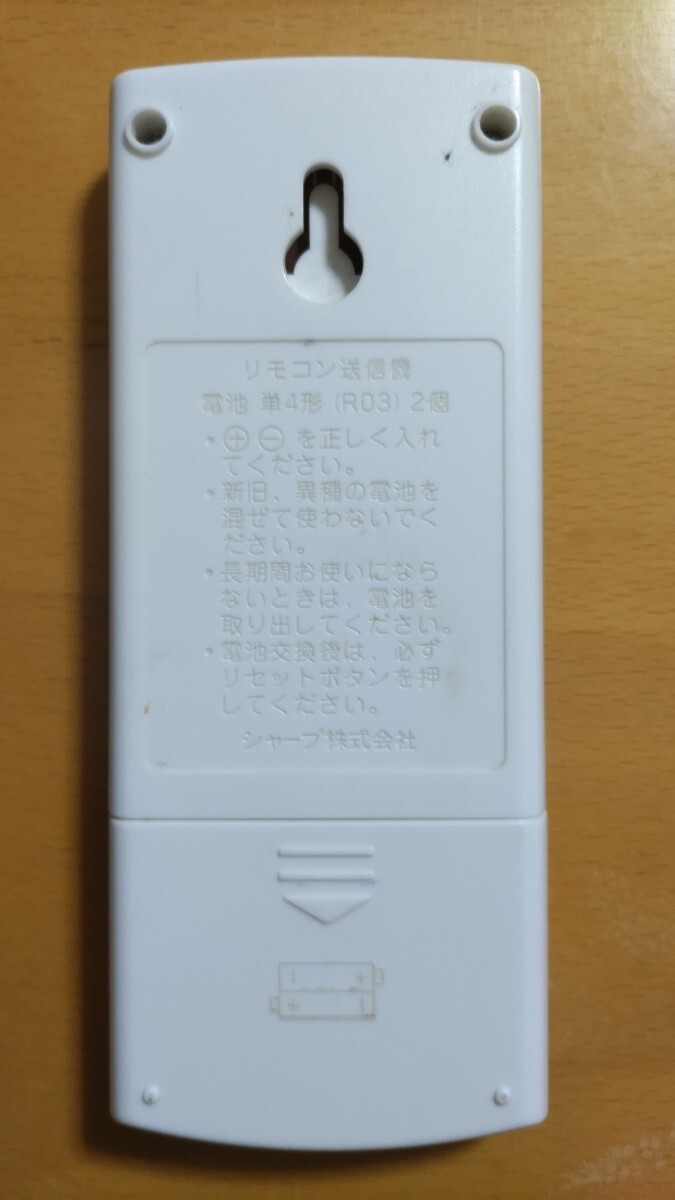 リモコン送信機
電池 単4形 (R03) 2個
・⊕ ⊖ を正しく入れ
てください。
・新旧、異種の電池を
混ぜて使わないでく
ださい。
・長期間お使いになら
ないときは、電池を
取り出してください。
・電池交換後は、必ず
リセットボタンを押
してください。
シャープ株式会社
- +
+ -